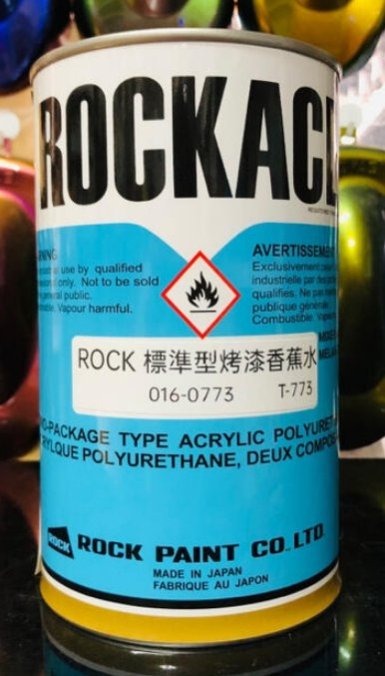 ROCKACE
AVERTISSEMENT
use by qualified
only. Not to be sold
general public.
Vapour harmful.
Exclusivement
industrielle par des
qualifiés. Ne pas
publique générale.
Combustible.
ROCK 標準型烤漆香蕉水
016-0773 T-773
-PACKAGE TYPE ACRYLIC POLYURET
RYLQUE POLYURETHANE, DEUX COMPOS
ROCK
ROCK PAINT CO., LTD.
MADE IN JAPAN
FABRIQUE AU JAPON